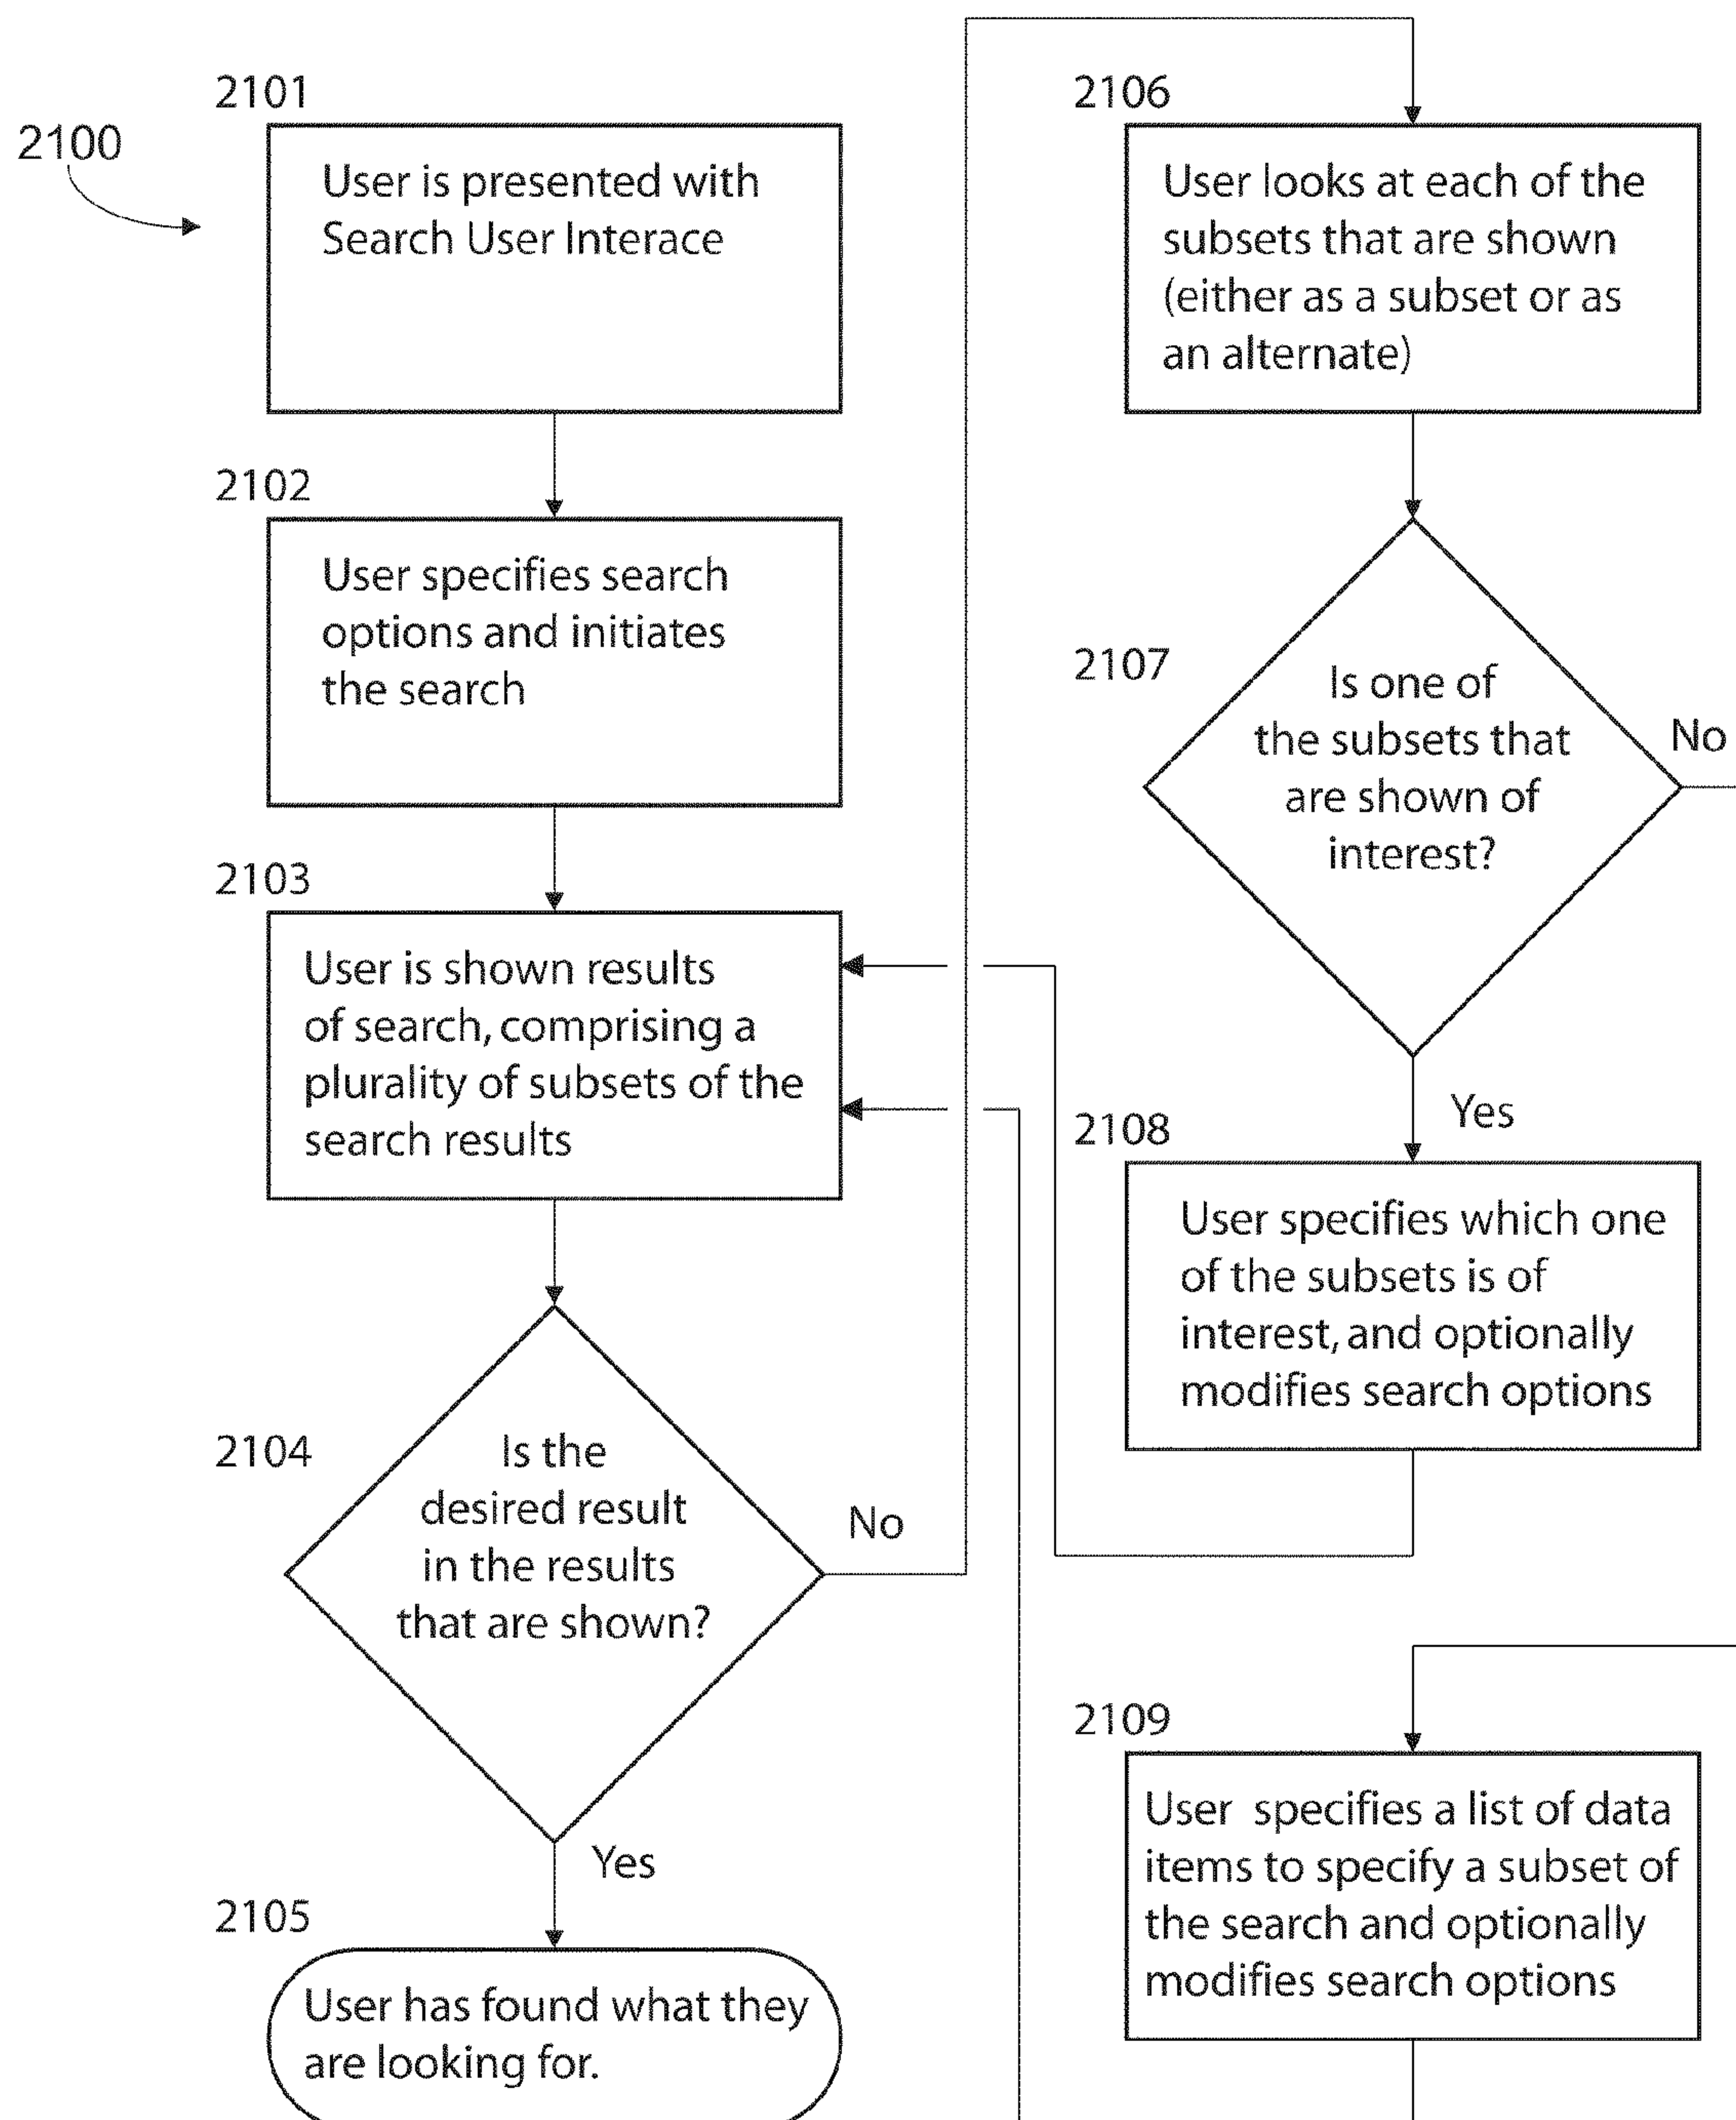 2100
2101
User is presented with
Search User Interace
2102
User specifies search
options and initiates
the search
2103
User is shown results
of search, comprising a
plurality of subsets of the
search results
2104
Is the
desired result
in the results
that are shown?
No
Yes
2105
User has found what they
are looking for.
2106
User looks at each of the
subsets that are shown
(either as a subset or as
an alternate)
2107
Is one of
the subsets that
are shown of
interest?
No
Yes
2108
User specifies which one
of the subsets is of
interest, and optionally
modifies search options
2109
User specifies a list of data
items to specify a subset of
the search and optionally
modifies search options